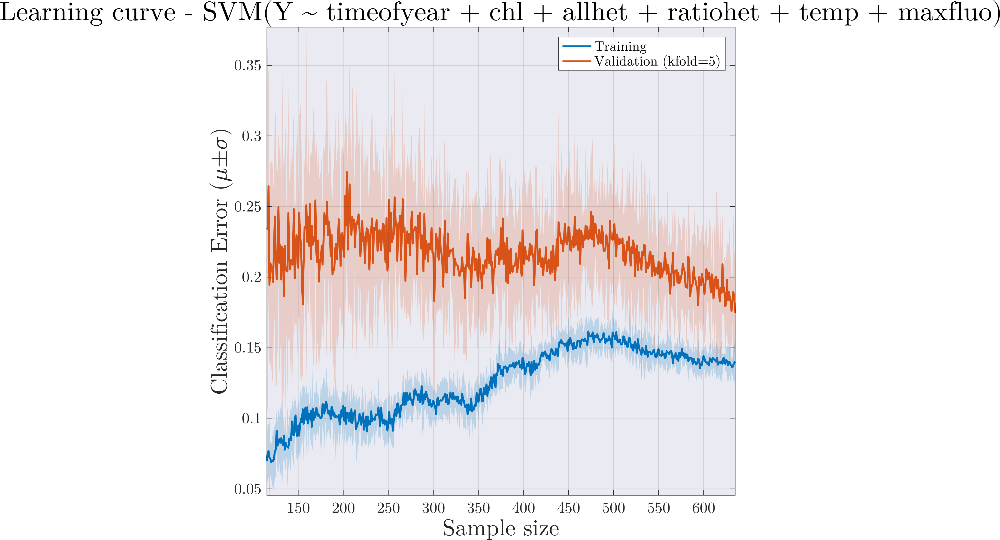 Learning curve - SVM(Y ~ timeofyear + chl + allhet + ratiohet + temp + maxfluo)
Training
Validation (kfold=5)
Classification Error (μ±σ)
0.35
0.3
0.25
0.2
0.15
0.1
0.05
150 200 250 300 350 400 450 500 550 600
Sample size